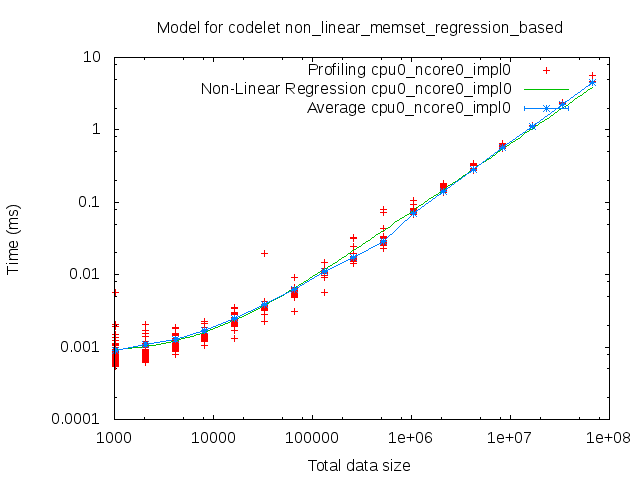 Model for codelet non_linear_memset_regression_based
10
1
0.1
0.01
0.001
0.0001
Time (ms)
Profiling cpu0_ncore0_impl0
Non-Linear Regression cpu0_ncore0_impl0
Average cpu0_ncore0_impl0
1000 10000 100000 1e+06 1e+07 1e+08
Total data size